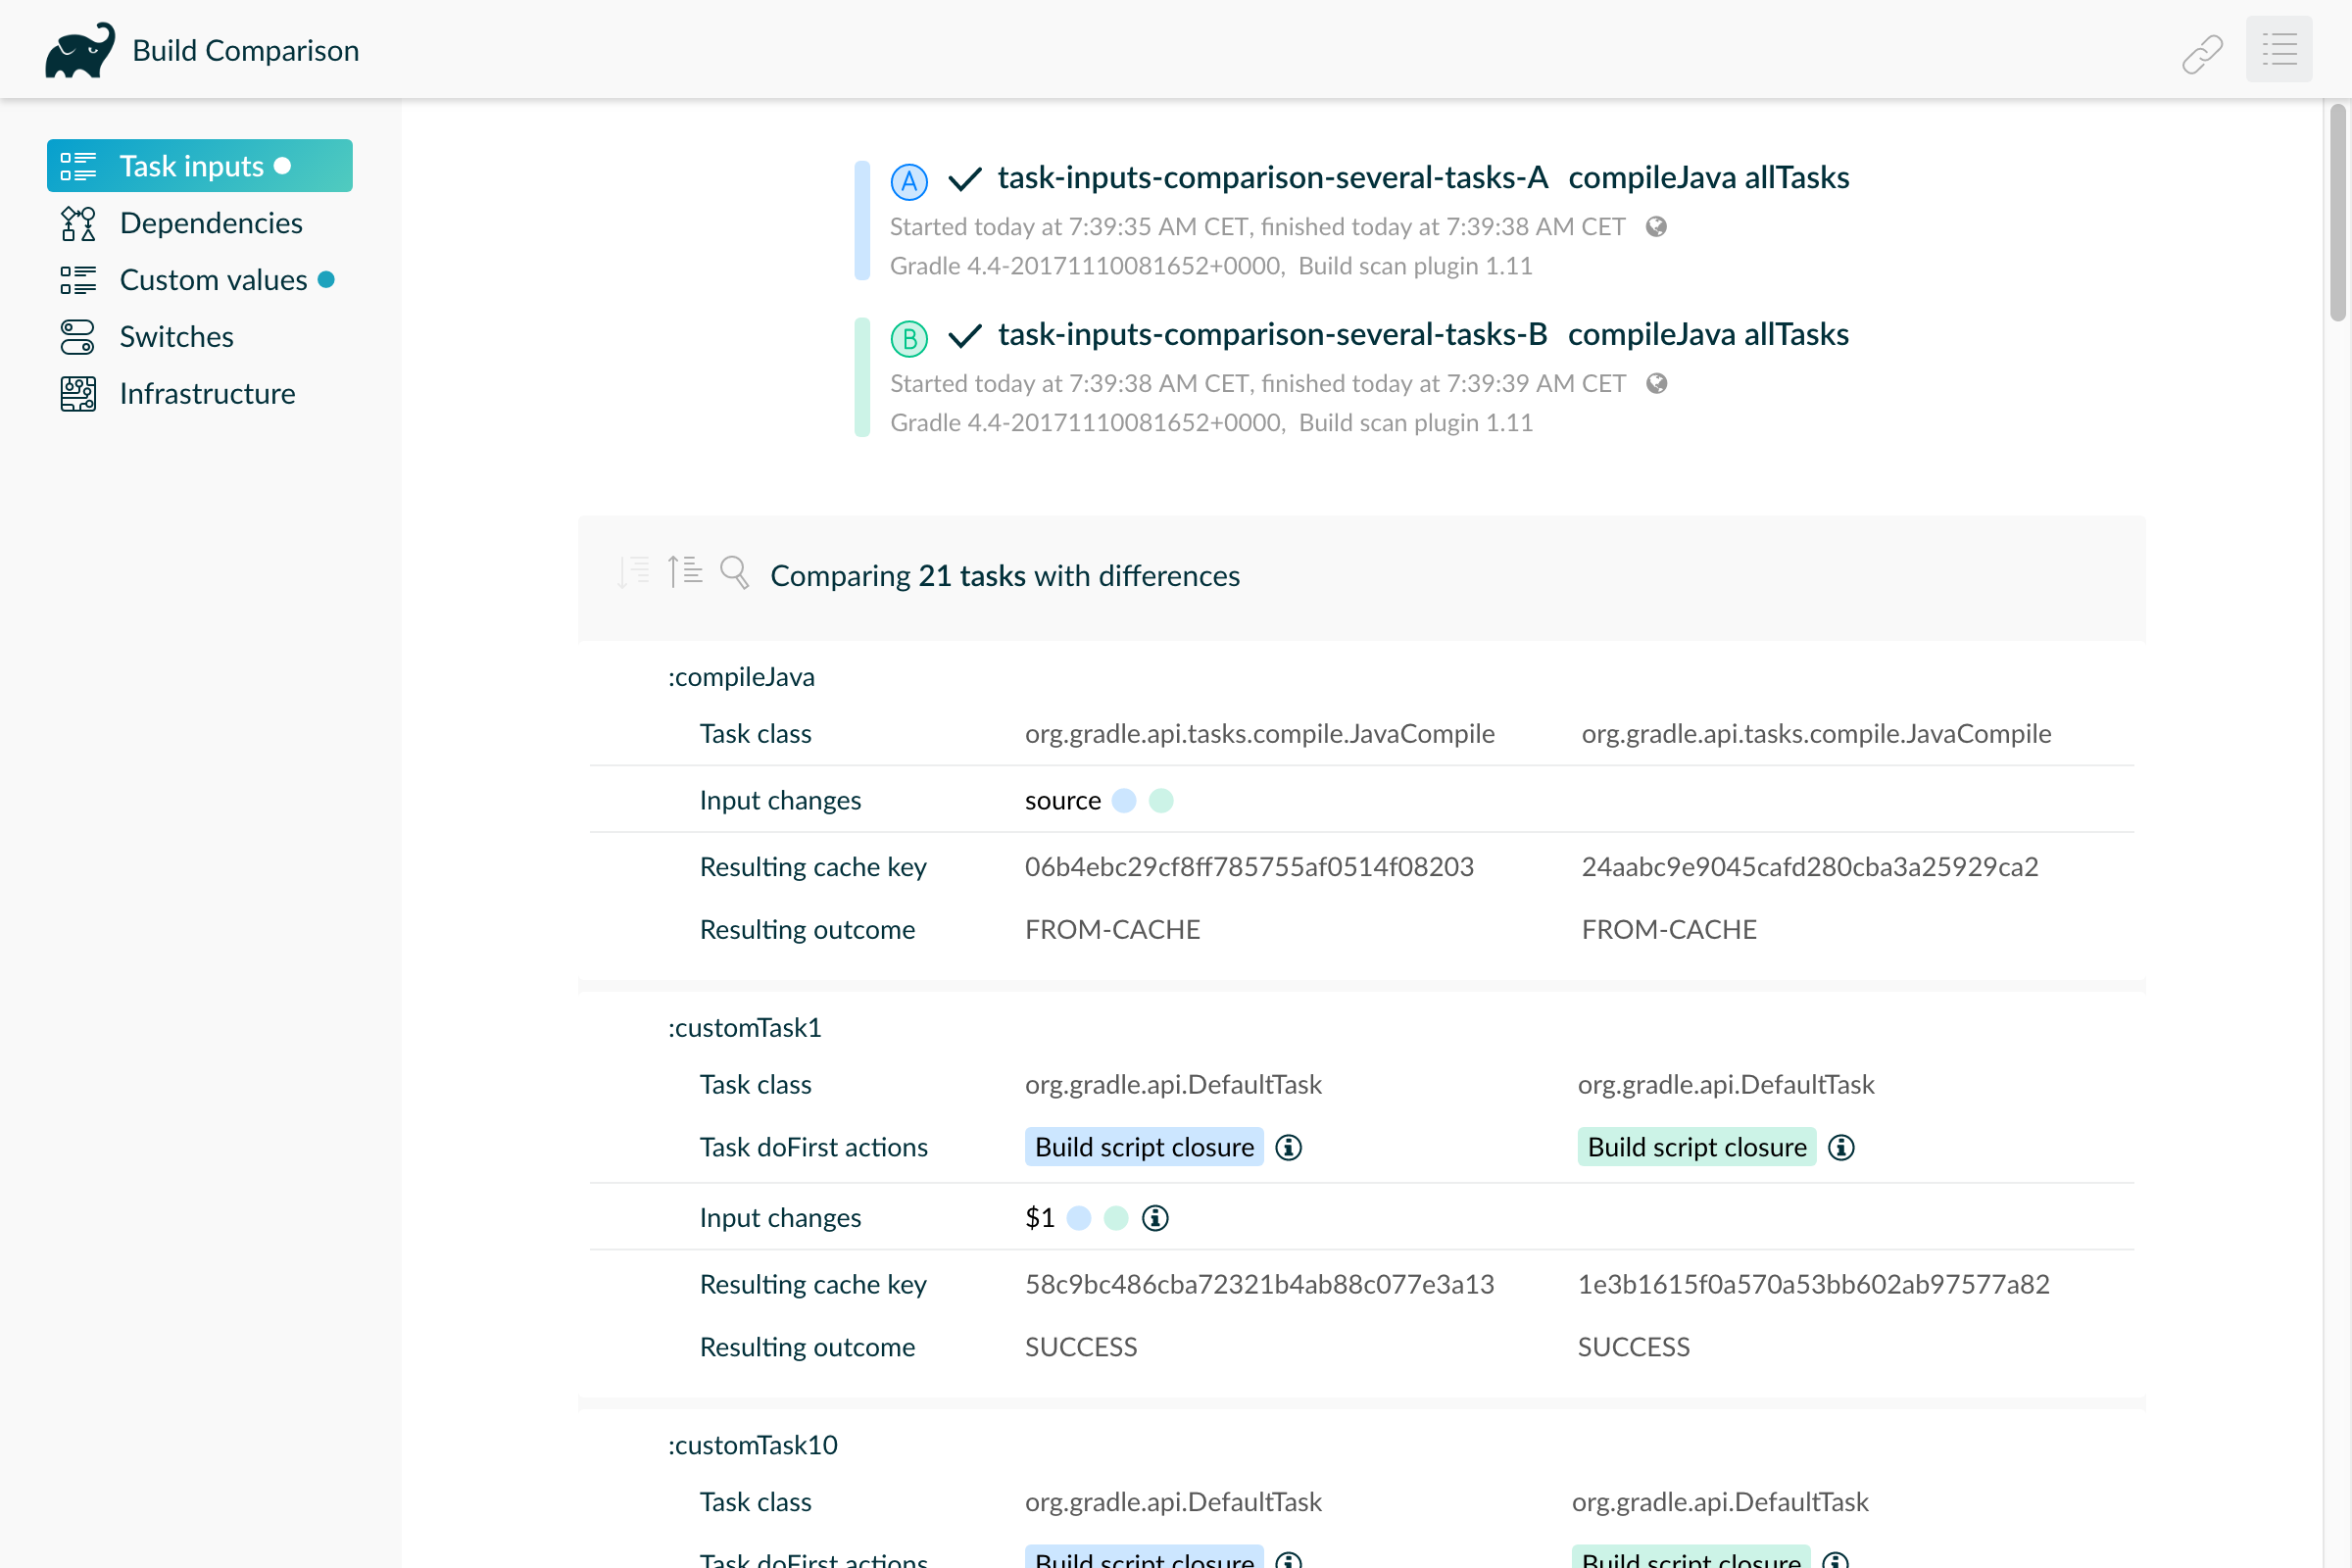 Build Comparison
Task inputs
Dependencies
Custom values
Switches
Infrastructure
A task-inputs-comparison-several-tasks-A compileJava allTasks
Started today at 7:39:35 AM CET, finished today at 7:39:38 AM CET
Gradle 4.4-20171110081652+0000, Build scan plugin 1.11
B task-inputs-comparison-several-tasks-B compileJava allTasks
Started today at 7:39:38 AM CET, finished today at 7:39:39 AM CET
Gradle 4.4-20171110081652+0000, Build scan plugin 1.11
Comparing 21 tasks with differences
:compileJava
Task class org.gradle.api.tasks.compile.JavaCompile org.gradle.api.tasks.compile.JavaCompile
Input changes source
Resulting cache key 06b4ebc29cf8ff785755af0514f08203 24aabc9e9045cafd280cba3a25929ca2
Resulting outcome FROM-CACHE FROM-CACHE
:customTask1
Task class org.gradle.api.DefaultTask org.gradle.api.DefaultTask
Task doFirst actions Build script closure Build script closure
Input changes $1
Resulting cache key 58c9bc486cba72321b4ab88c077e3a13 1e3b1615f0a570a53bb602ab97577a82
Resulting outcome SUCCESS SUCCESS
:customTask10
Task class org.gradle.api.DefaultTask org.gradle.api.DefaultTask
Task doFirst actions Build script closure Build script closure